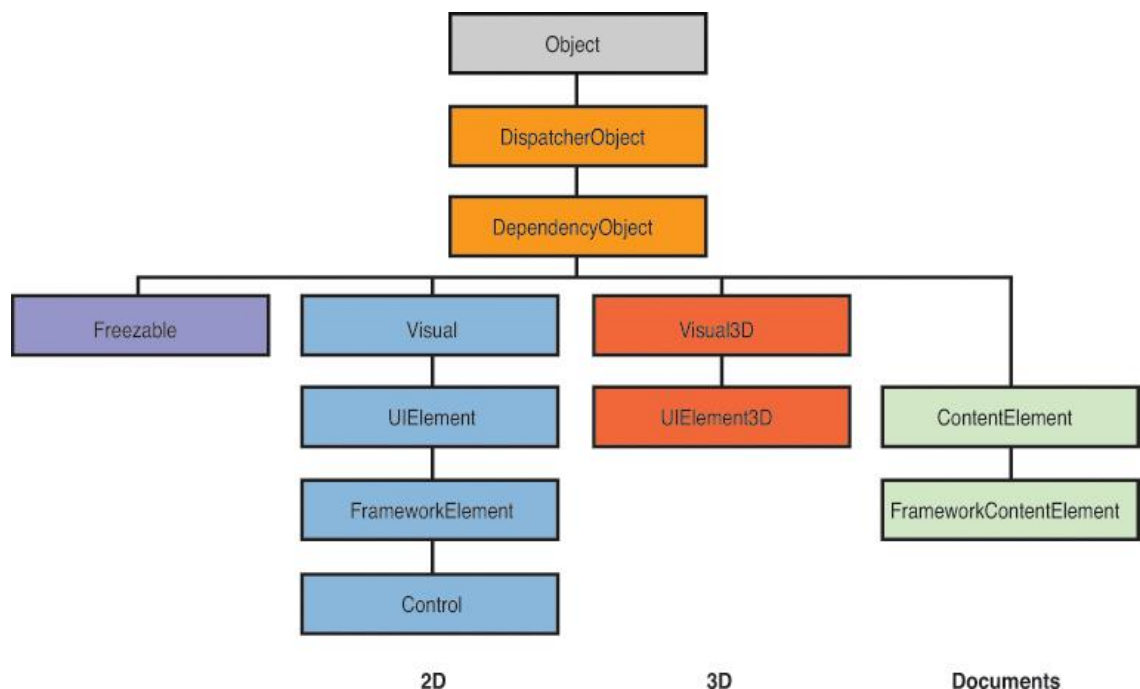 Object
DispatcherObject
DependencyObject
Freezable
Visual
Visual3D
UIElement
UIElement3D
ContentElement
FrameworkElement
FrameworkContentElement
Control
2D
3D
Documents